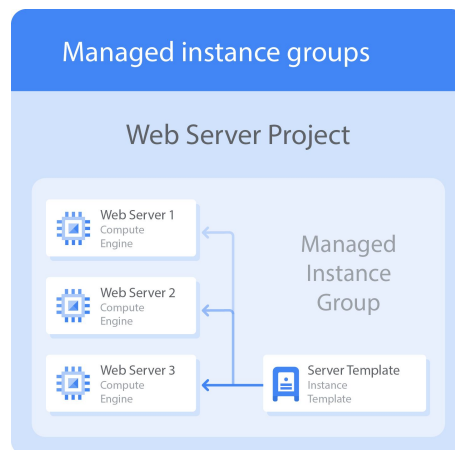 Managed instance groups
Web Server Project
Web Server 1
Compute
Engine
Managed
Instance
Group
Web Server 2
Compute
Engine
Web Server 3
Compute
Engine
Server Template
Instance
Template